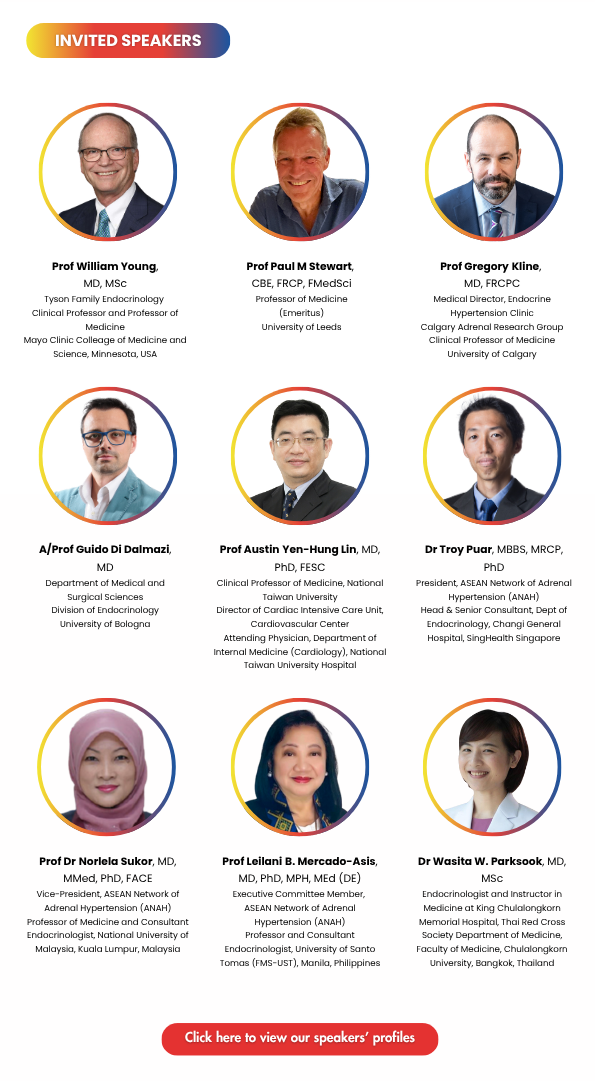 INVITED SPEAKERS
Prof William Young,
MD, MSc
Tyson Family Endocrinology
Clinical Professor and Professor of
Medicine
Mayo Clinic Colleage of Medicine and
Science, Minnesota, USA
Prof Paul M Stewart,
CBE, FRCP, FMedSci
Professor of Medicine
(Emeritus)
University of Leeds
Prof Gregory Kline,
MD, FRCPC
Medical Director, Endocrine
Hypertension Clinic
Calgary Adrenal Research Group
Clinical Professor of Medicine
University of Calgary
A/Prof Guido Di Dalmazi,
MD
Department of Medical and
Surgical Sciences
Division of Endocrinology
University of Bologna
Prof Austin Yen-Hung Lin, MD,
PhD, FESC
Clinical Professor of Medicine, National
Taiwan University
Director of Cardiac Intensive Care Unit,
Cardiovascular Center
Attending Physician, Department of
Internal Medicine (Cardiology), National
Taiwan University Hospital
Dr Troy Puar, MBBS, MRCP,
PhD
President, ASEAN Network of Adrenal
Hypertension (ANAH)
Head & Senior Consultant, Dept of
Endocrinology, Changi General
Hospital, SingHealth Singapore
Prof Dr Norlela Sukor, MD,
MMed, PhD, FACE
Vice-President, ASEAN Network of
Adrenal Hypertension (ANAH)
Professor of Medicine and Consultant
Endocrinologist, National University of
Malaysia, Kuala Lumpur, Malaysia
Prof Leilani B. Mercado-Asis,
MD, PhD, MPH, MEd (DE)
Executive Committee Member,
ASEAN Network of Adrenal
Hypertension (ANAH)
Professor and Consultant
Endocrinologist, University of Santo
Tomas (FMS-UST), Manila, Philippines
Dr Wasita W. Parksook, MD,
MSc
Endocrinologist and Instructor in
Medicine at King Chulalongkorn
Memorial Hospital, Thai Red Cross
Society Department of Medicine,
Faculty of Medicine, Chulalongkorn
University, Bangkok, Thailand
Click here to view our speakers’ profiles